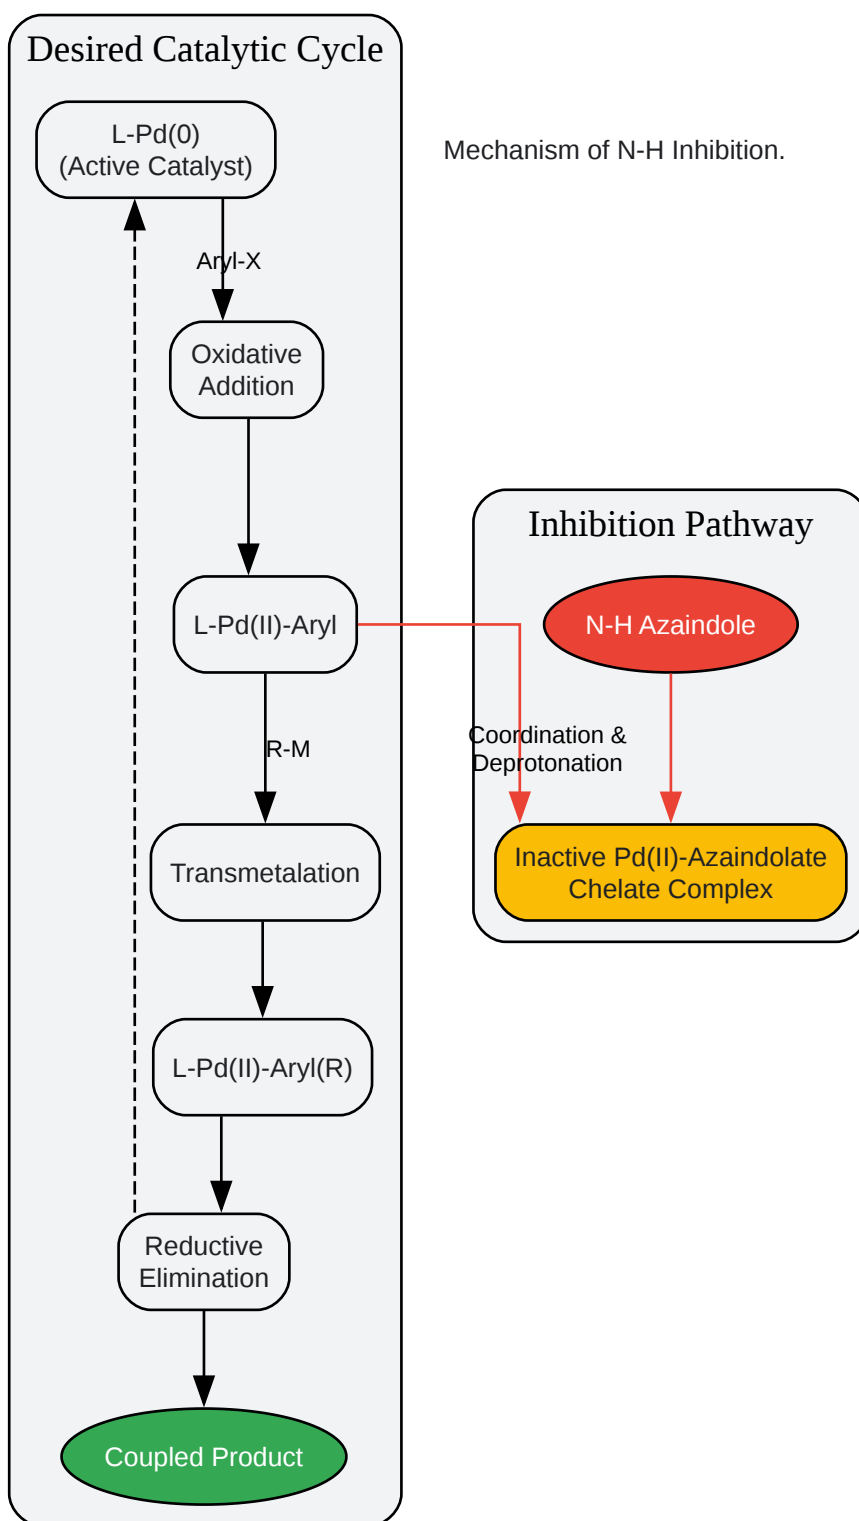 Desired Catalytic Cycle
L-Pd(0)
(Active Catalyst)
Mechanism of N-H Inhibition.
Aryl-X
Oxidative
Addition
Inhibition Pathway
L-Pd(II)-Aryl
N-H Azaindole
R-M
Coordination &
Deprotonation
Transmetalation
Inactive Pd(II)-Azaindolate
Chelate Complex
L-Pd(II)-Aryl(R)
Reductive
Elimination
Coupled Product